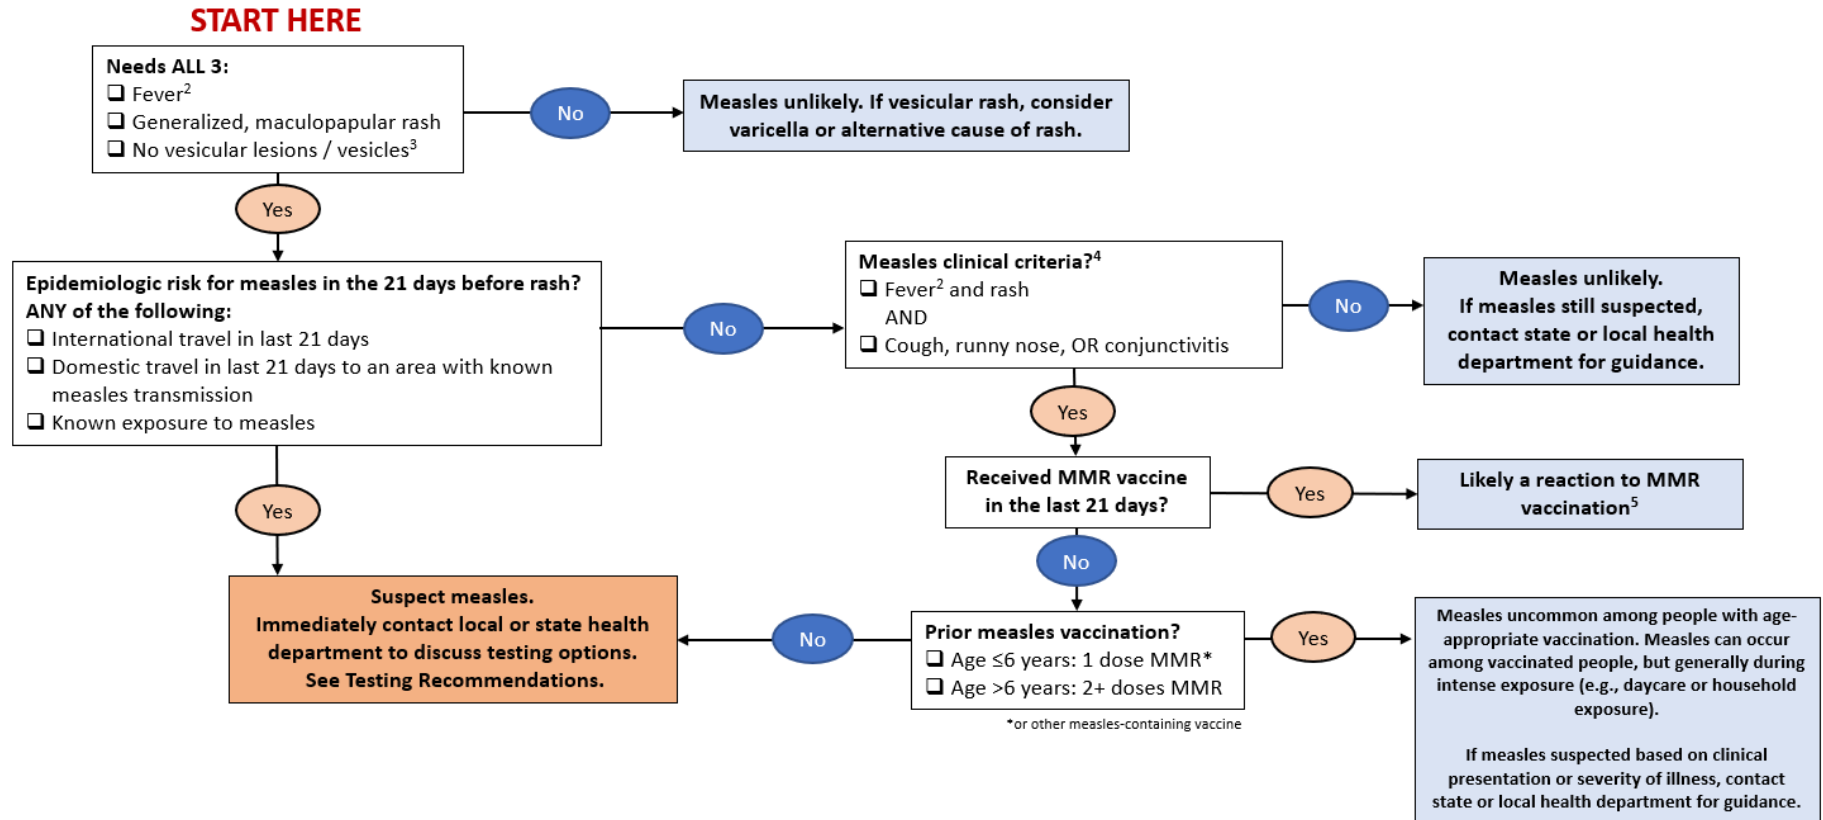 START HERE
Needs ALL 3:
❑ Fever²
❑ Generalized, maculopapular rash
❑ No vesicular lesions / vesicles³
No
Measles unlikely. If vesicular rash, consider
varicella or alternative cause of rash.
Yes
Epidemiologic risk for measles in the 21 days before rash?
ANY of the following:
❑ International travel in last 21 days
❑ Domestic travel in last 21 days to an area with known
measles transmission
❑ Known exposure to measles
No
Measles clinical criteria?⁴
❑ Fever² and rash
AND
❑ Cough, runny nose, OR conjunctivitis
No
Measles unlikely.
If measles still suspected,
contact state or local health
department for guidance.
Yes
Received MMR vaccine
in the last 21 days?
Yes
Likely a reaction to MMR
vaccination⁵
Yes
No
Suspect measles.
Immediately contact local or state health
department to discuss testing options.
See Testing Recommendations.
No
Prior measles vaccination?
❑ Age ≤6 years: 1 dose MMR*
❑ Age >6 years: 2+ doses MMR
*or other measles-containing vaccine
Yes
Measles uncommon among people with age-
appropriate vaccination. Measles can occur
among vaccinated people, but generally during
intense exposure (e.g., daycare or household
exposure).
If measles suspected based on clinical
presentation or severity of illness, contact
state or local health department for guidance.